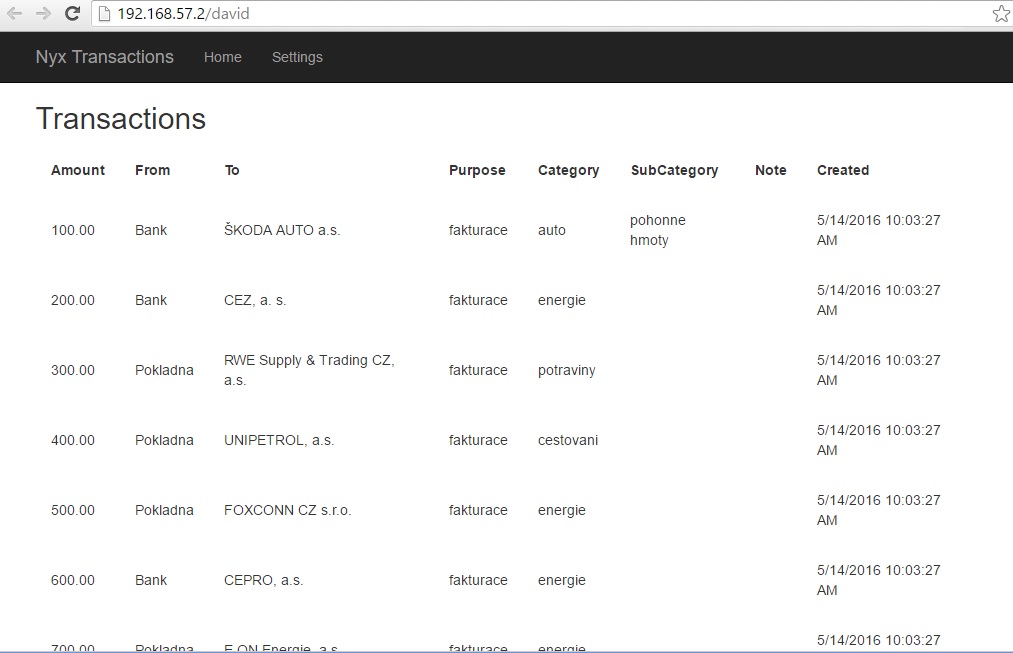 192.168.57.2/david
Nyx Transactions Home Settings
Transactions
Amount From To Purpose Category SubCategory Note Created
100.00 Bank ŠKODA AUTO a.s. fakturace auto pohonne hmoty 5/14/2016 10:03:27 AM
200.00 Bank CEZ, a. s. fakturace energie 5/14/2016 10:03:27 AM
300.00 Pokladna RWE Supply & Trading CZ, a.s. fakturace potraviny 5/14/2016 10:03:27 AM
400.00 Pokladna UNIPETROL, a.s. fakturace cestovani 5/14/2016 10:03:27 AM
500.00 Pokladna FOXCONN CZ s.r.o. fakturace energie 5/14/2016 10:03:27 AM
600.00 Bank CEPRO, a.s. fakturace energie 5/14/2016 10:03:27 AM
700.00 Pokladna E.ON Energie, a.s. fakturace energie 5/14/2016 10:03:27